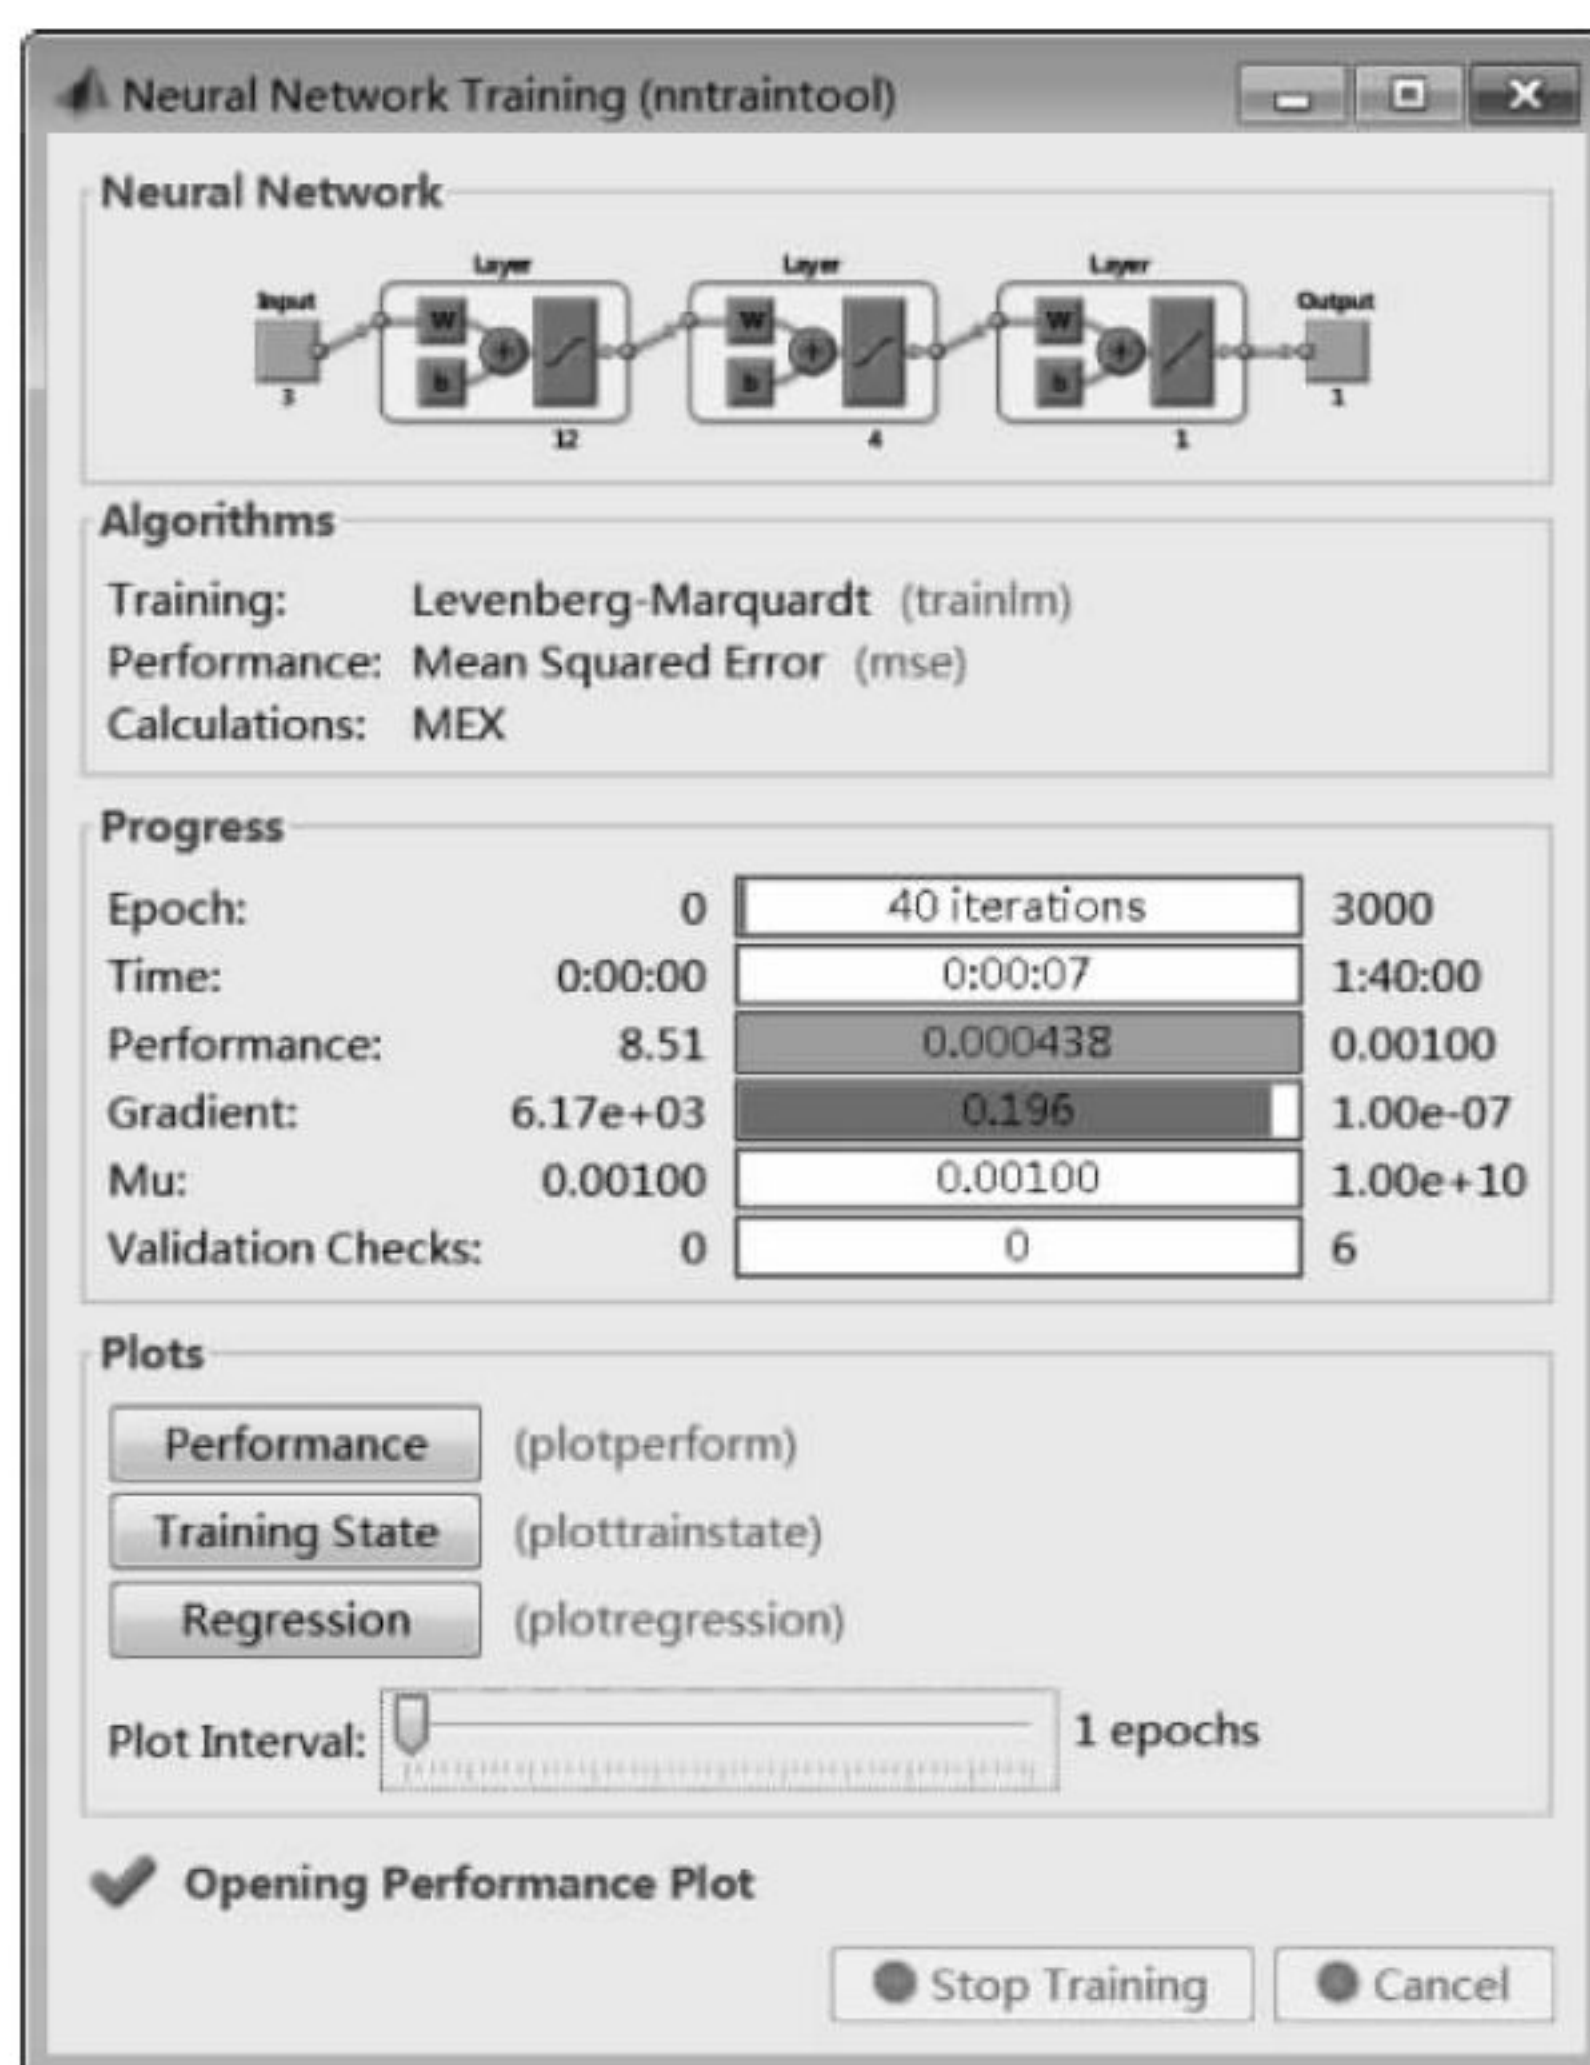 Neural Network Training (nntraintool)
Neural Network
Layer Layer Layer
Input Output
W W W
b b b
3 1
12 4 1
Algorithms
Training: Levenberg-Marquardt (trainlm)
Performance: Mean Squared Error (mse)
Calculations: MEX
Progress
Epoch: 0 40 iterations 3000
Time: 0:00:00 0:00:07 1:40:00
Performance: 8.51 0.000438 0.00100
Gradient: 6.17e+03 0.196 1.00e-07
Mu: 0.00100 0.00100 1.00e+10
Validation Checks: 0 0 6
Plots
Performance (plotperform)
Training State (plottrainstate)
Regression (plotregression)
Plot Interval: 1 epochs
Opening Performance Plot
Stop Training Cancel